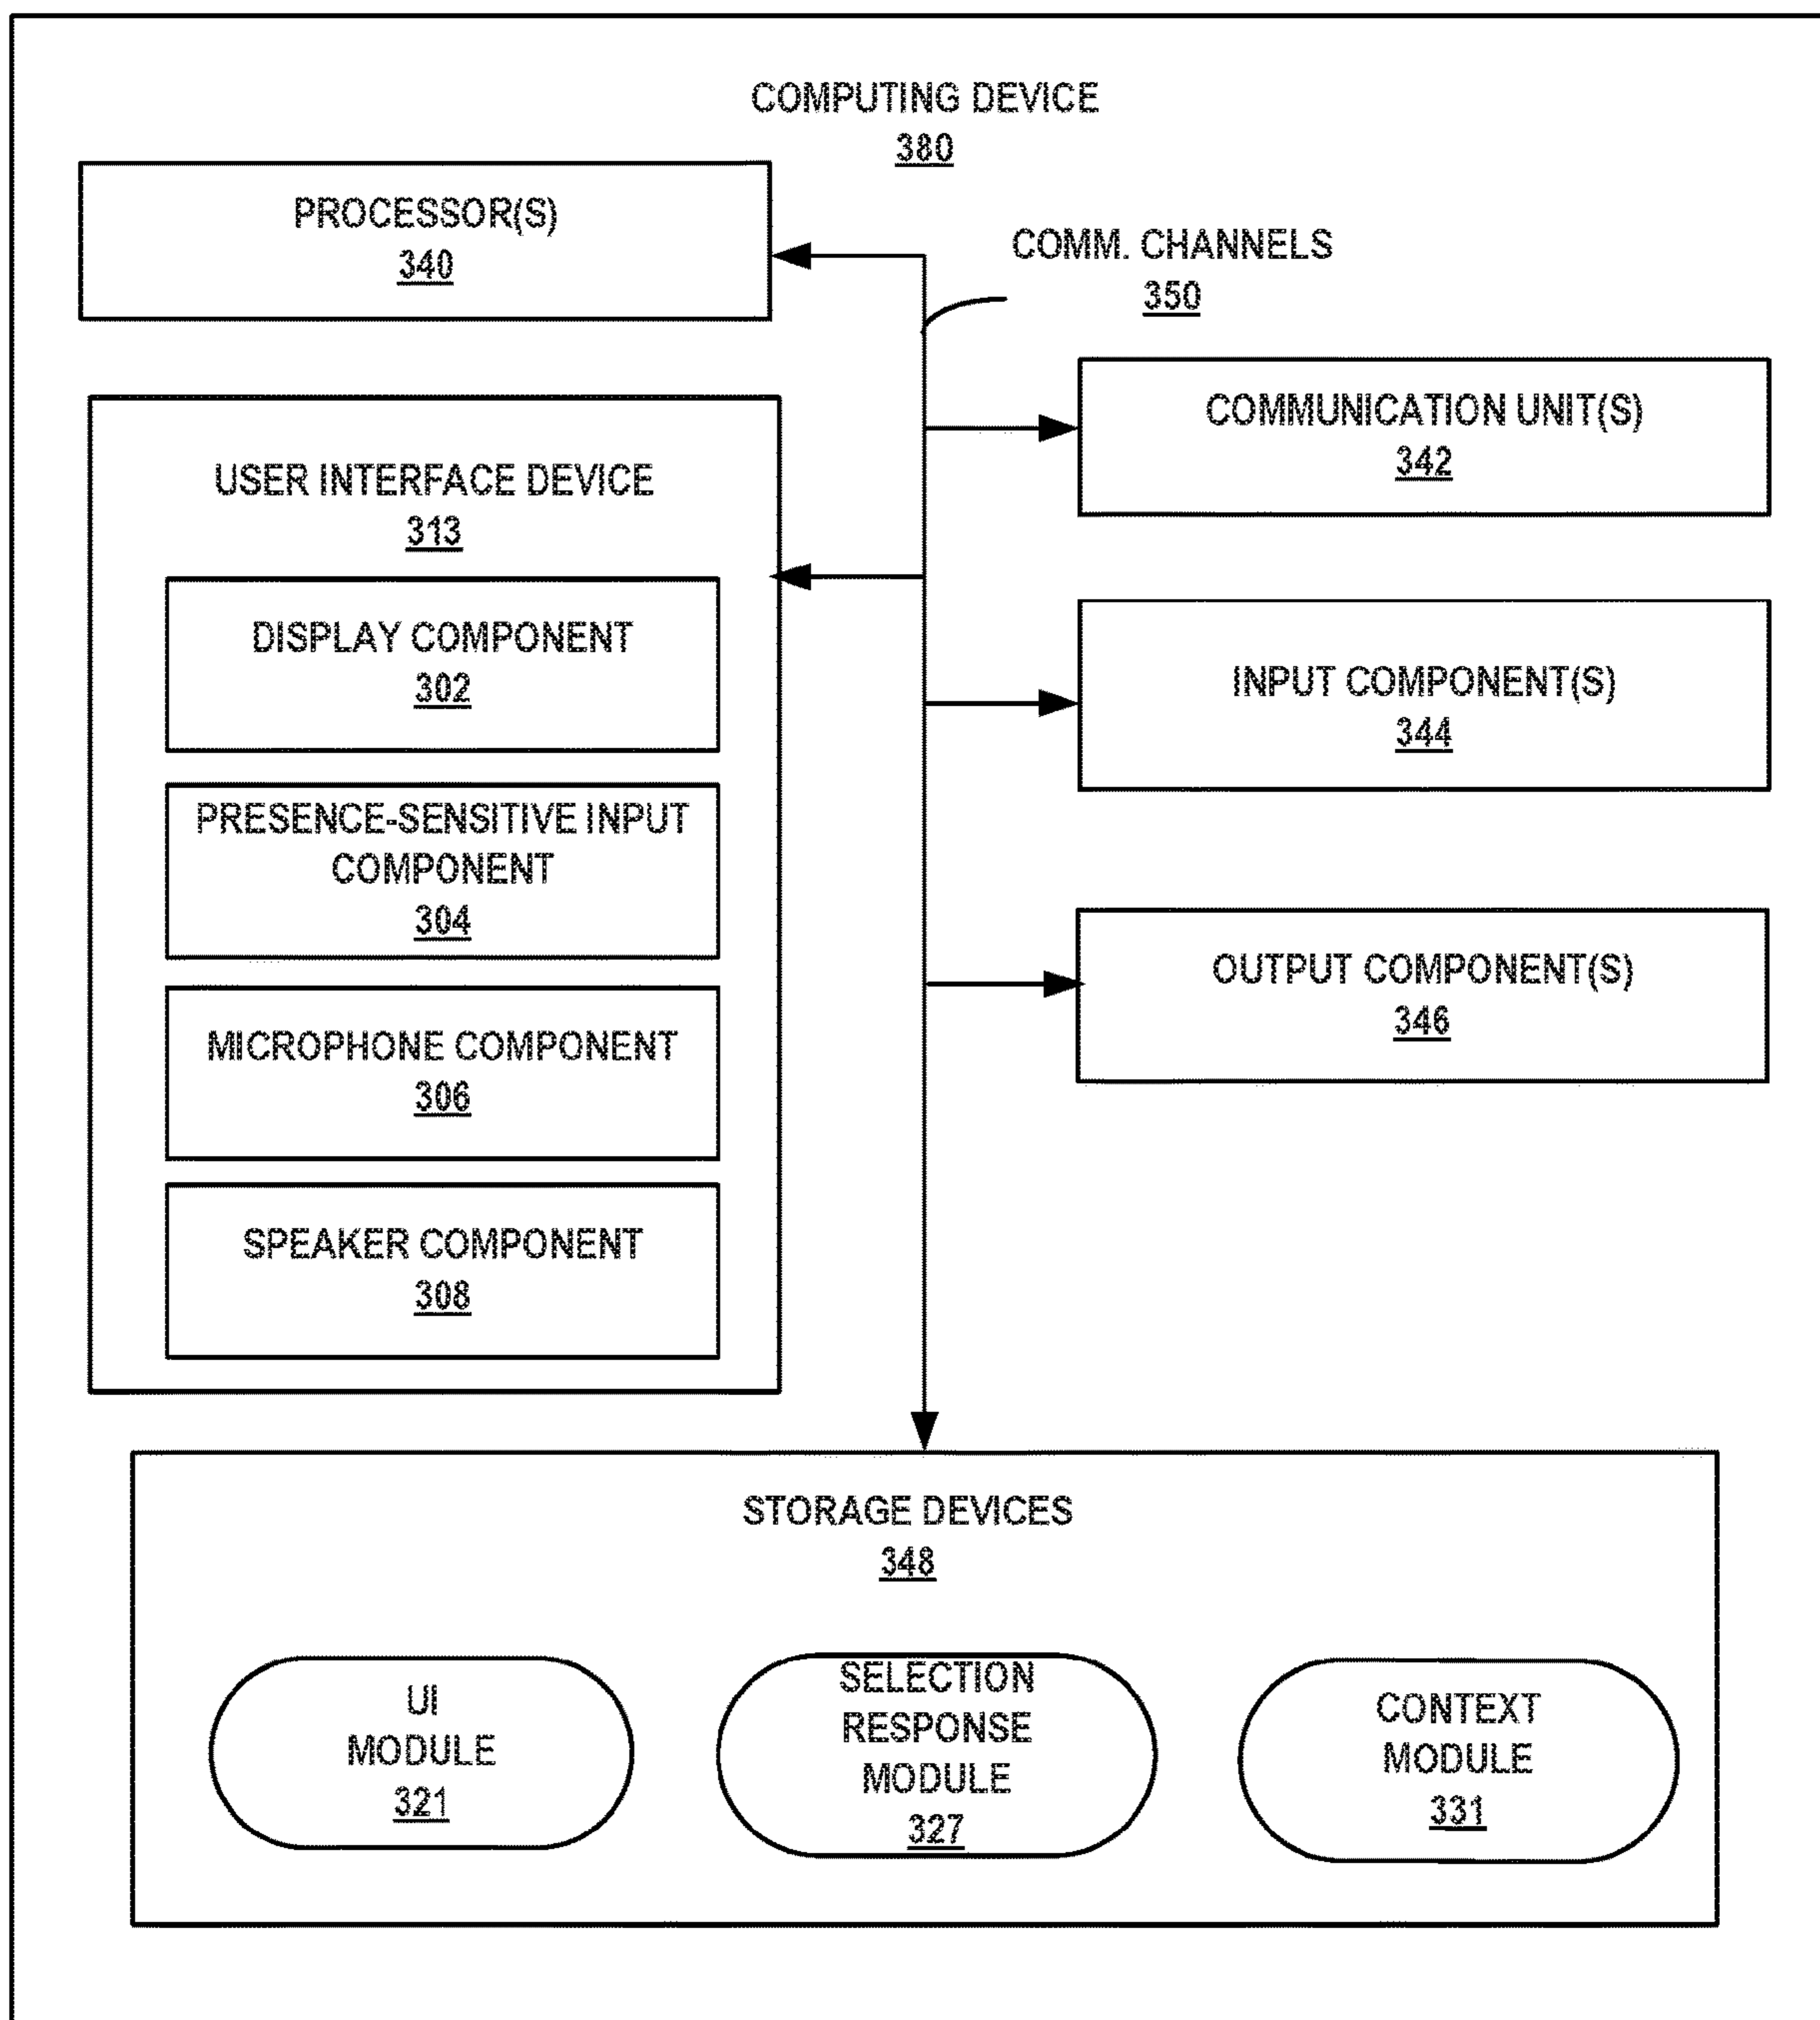 COMPUTING DEVICE
380
PROCESSOR(S)
340
COMM. CHANNELS
350
COMMUNICATION UNIT(S)
342
USER INTERFACE DEVICE
313
DISPLAY COMPONENT
302
INPUT COMPONENT(S)
344
PRESENCE-SENSITIVE INPUT
COMPONENT
304
OUTPUT COMPONENT(S)
346
MICROPHONE COMPONENT
306
SPEAKER COMPONENT
308
STORAGE DEVICES
348
UI
MODULE
321
SELECTION
RESPONSE
MODULE
327
CONTEXT
MODULE
331